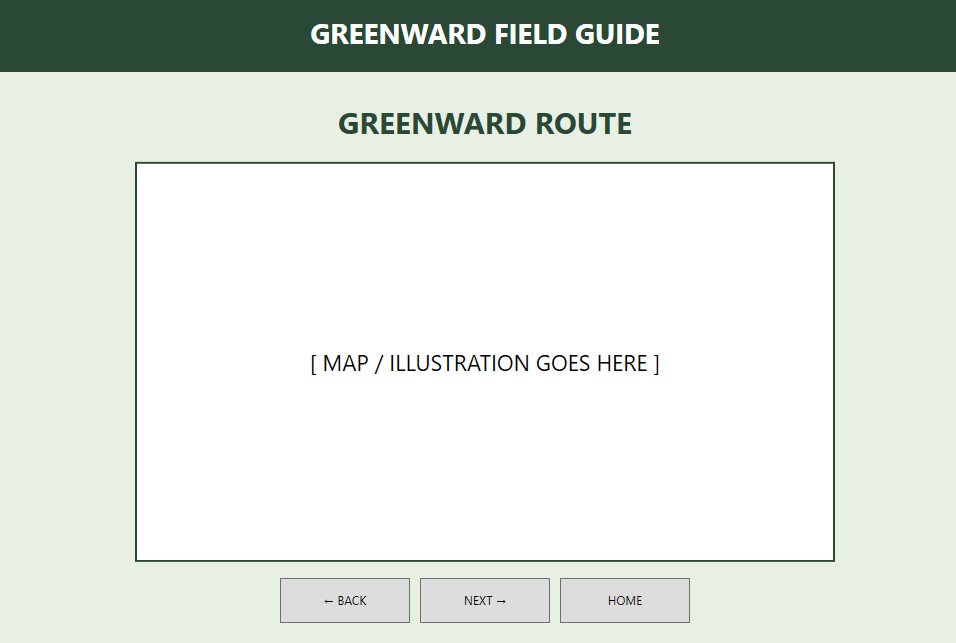 GREENWARD FIELD GUIDE
GREENWARD ROUTE
[ MAP / ILLUSTRATION GOES HERE ]
← BACK
NEXT →
HOME